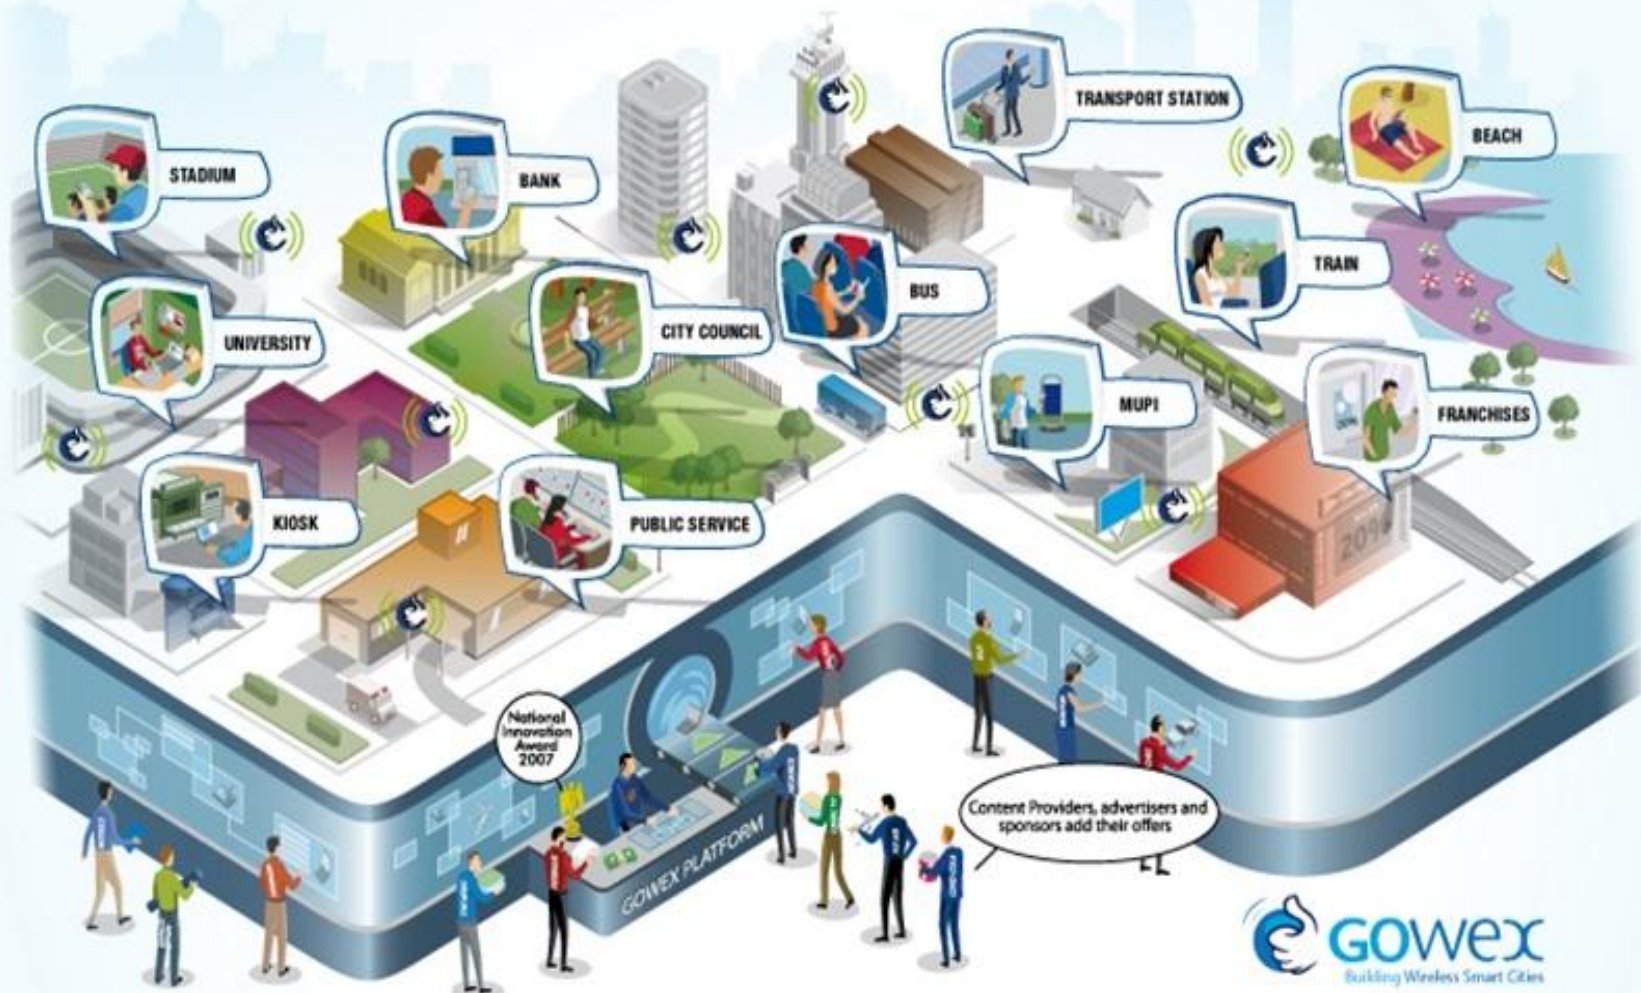 TRANSPORT STATION
BEACH
STADIUM
BANK
TRAIN
BUS
UNIVERSITY
CITY COUNCIL
MUPI
FRANCHISES
KIOSK
PUBLIC SERVICE
20%
National
Innovation
Award
2007
Content Providers, advertisers and
sponsors add their offers
GOWEX PLATFORM
GOWEX
Building Wireless Smart Cities